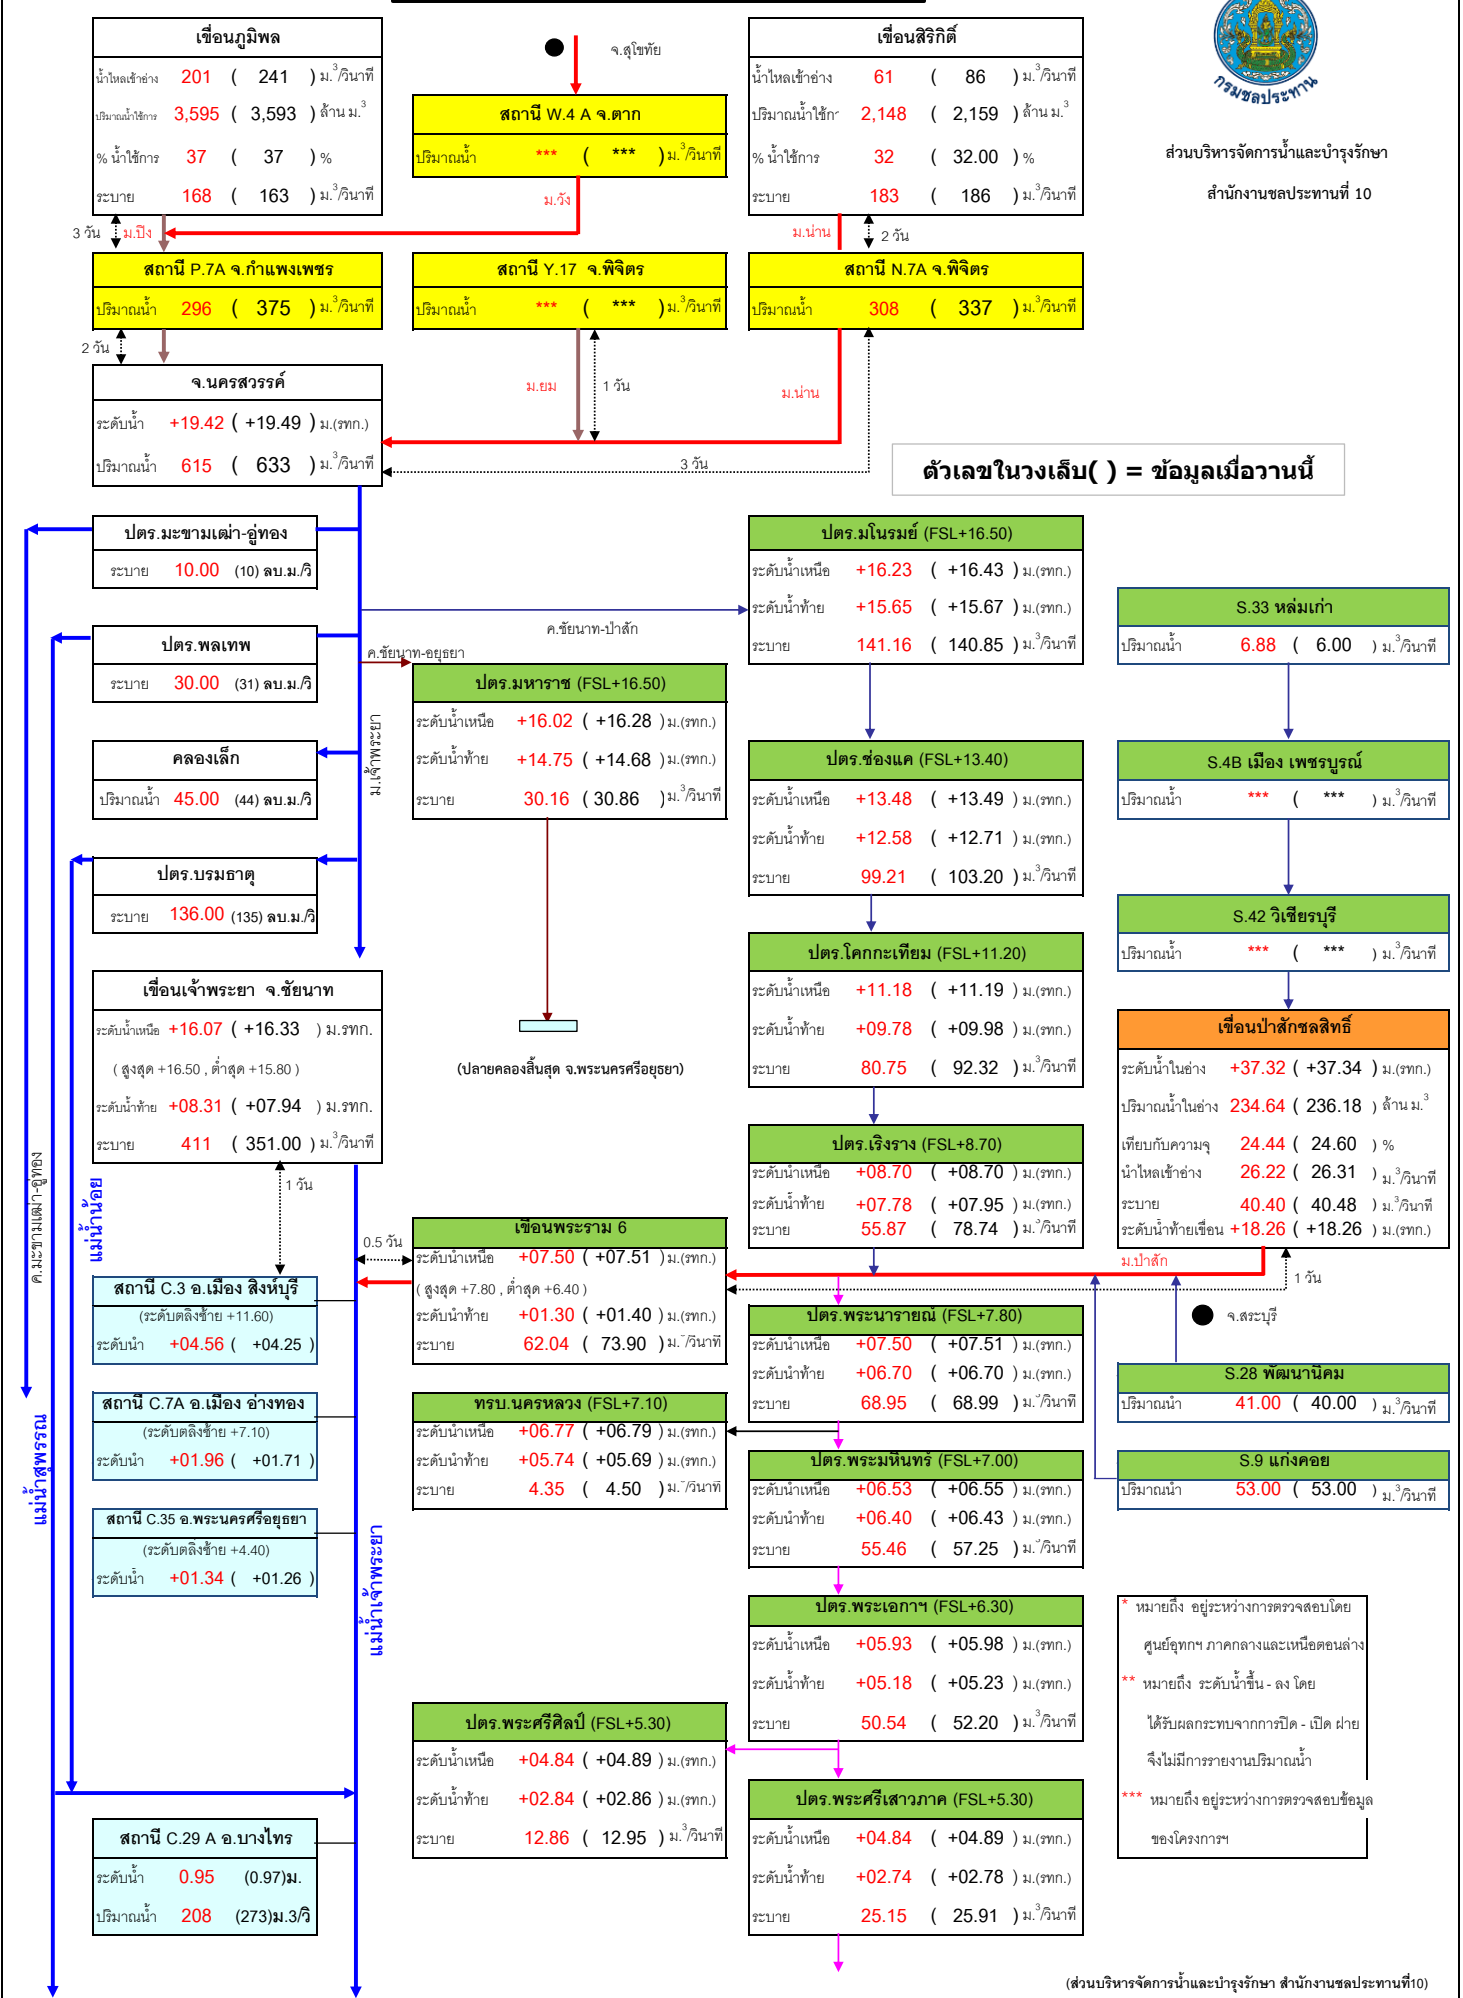 เขื่อนภูมิพล
น้ำไหลเข้าอ่าง 201 ( 241 ) ม.3/วินาที
ปริมาณน้ำใช้การ 3,595 ( 3,593 ) ล้าน ม.3
% น้ำใช้การ 37 ( 37 ) %
ระบาย 168 ( 163 ) ม.3/วินาที
จ.สุโขทัย
สถานี W.4 A จ.ตาก
ปริมาณน้ำ *** ( *** ) ม.3/วินาที
ม.วัง
เขื่อนสิริกิติ์
น้ำไหลเข้าอ่าง 61 ( 86 ) ม.3/วินาที
ปริมาณน้ำใช้กา 2,148 ( 2,159 ) ล้าน ม.3
% น้ำใช้การ 32 ( 32.00 ) %
ระบาย 183 ( 186 ) ม.3/วินาที
กรมชลประทาน
ส่วนบริหารจัดการน้ำและบำรุงรักษา
สำนักงานชลประทานที่ 10
3 วัน ม.ปิง
ม.น่าน 2 วัน
สถานี P.7A จ.กำแพงเพชร
ปริมาณน้ำ 296 ( 375 ) ม.3/วินาที
สถานี Y.17 จ.พิจิตร
ปริมาณน้ำ *** ( *** ) ม.3/วินาที
สถานี N.7A จ.พิจิตร
ปริมาณน้ำ 308 ( 337 ) ม.3/วินาที
2 วัน
ม.ยม 1 วัน
ม.น่าน
จ.นครสวรรค์
ระดับน้ำ +19.42 ( +19.49 ) ม.(รทก.)
ปริมาณน้ำ 615 ( 633 ) ม.3/วินาที
3 วัน
ตัวเลขในวงเล็บ( ) = ข้อมูลเมื่อวานนี้
ปตร.มะขามเฒ่า-อู่ทอง
ระบาย 10.00 (10) ลบ.ม./วิ
ปตร.พลเทพ
ระบาย 30.00 (31) ลบ.ม./วิ
คลองเล็ก
ปริมาณน้ำ 45.00 (44) ลบ.ม./วิ
ปตร.บรมธาตุ
ระบาย 136.00 (135) ลบ.ม./วิ
ม.เจ้าพระยา
ค.ชัยนาท-ป่าสัก
ค.ชัยนาท-อยุธยา
ปตร.มหาราช (FSL+16.50)
ระดับน้ำเหนือ +16.02 ( +16.28 ) ม.(รทก.)
ระดับน้ำท้าย +14.75 ( +14.68 ) ม.(รทก.)
ระบาย 30.16 ( 30.86 ) ม.3/วินาที
(ปลายคลองสิ้นสุด จ.พระนครศรีอยุธยา)
ปตร.มโนรมย์ (FSL+16.50)
ระดับน้ำเหนือ +16.23 ( +16.43 ) ม.(รทก.)
ระดับน้ำท้าย +15.65 ( +15.67 ) ม.(รทก.)
ระบาย 141.16 ( 140.85 ) ม.3/วินาที
ปตร.ช่องแค (FSL+13.40)
ระดับน้ำเหนือ +13.48 ( +13.49 ) ม.(รทก.)
ระดับน้ำท้าย +12.58 ( +12.71 ) ม.(รทก.)
ระบาย 99.21 ( 103.20 ) ม.3/วินาที
ปตร.โคกกะเทียม (FSL+11.20)
ระดับน้ำเหนือ +11.18 ( +11.19 ) ม.(รทก.)
ระดับน้ำท้าย +09.78 ( +09.98 ) ม.(รทก.)
ระบาย 80.75 ( 92.32 ) ม.3/วินาที
ปตร.เริงราง (FSL+8.70)
ระดับน้ำเหนือ +08.70 ( +08.70 ) ม.(รทก.)
ระดับน้ำท้าย +07.78 ( +07.95 ) ม.(รทก.)
ระบาย 55.87 ( 78.74 ) ม.3/วินาที
S.33 หล่มเก่า
ปริมาณน้ำ 6.88 ( 6.00 ) ม.3/วินาที
S.4B เมือง เพชรบูรณ์
ปริมาณน้ำ *** ( *** ) ม.3/วินาที
S.42 วิเชียรบุรี
ปริมาณน้ำ *** ( *** ) ม.3/วินาที
เขื่อนป่าสักชลสิทธิ์
ระดับน้ำในอ่าง +37.32 ( +37.34 ) ม.(รทก.)
ปริมาณน้ำในอ่าง 234.64 ( 236.18 ) ล้าน ม.3
เทียบกับความจุ 24.44 ( 24.60 ) %
น้ำไหลเข้าอ่าง 26.22 ( 26.31 ) ม.3/วินาที
ระบาย 40.40 ( 40.48 ) ม.3/วินาที
ระดับน้ำท้ายเขื่อน +18.26 ( +18.26 ) ม.(รทก.)
เขื่อนเจ้าพระยา จ.ชัยนาท
ระดับน้ำเหนือ +16.07 ( +16.33 ) ม.รทก.
( สูงสุด +16.50 , ต่ำสุด +15.80 )
ระดับน้ำท้าย +08.31 ( +07.94 ) ม.รทก.
ระบาย 411 ( 351.00 ) ม.3/วินาที
1 วัน
ค.มะขามเฒ่า-อู่ทอง
แม่น้ำน้อย
0.5 วัน
เขื่อนพระราม 6
ระดับน้ำเหนือ +07.50 ( +07.51 ) ม.(รทก.)
( สูงสุด +7.80 , ต่ำสุด +6.40 )
ระดับน้ำท้าย +01.30 ( +01.40 ) ม.(รทก.)
ระบาย 62.04 ( 73.90 ) ม.3/วินาที
ม.ป่าสัก
1 วัน
จ.สระบุรี
สถานี C.3 อ.เมือง สิงห์บุรี
(ระดับตลิ่งซ้าย +11.60)
ระดับน้ำ +04.56 ( +04.25 )
สถานี C.7A อ.เมือง อ่างทอง
(ระดับตลิ่งซ้าย +7.10)
ระดับน้ำ +01.96 ( +01.71 )
สถานี C.35 อ.พระนครศรีอยุธยา
(ระดับตลิ่งซ้าย +4.40)
ระดับน้ำ +01.34 ( +01.26 )
แม่น้ำสุพรรณ
แม่น้ำเจ้าพระยา
ทรบ.นครหลวง (FSL+7.10)
ระดับน้ำเหนือ +06.77 ( +06.79 ) ม.(รทก.)
ระดับน้ำท้าย +05.74 ( +05.69 ) ม.(รทก.)
ระบาย 4.35 ( 4.50 ) ม.3/วินาที
ปตร.พระนารายณ์ (FSL+7.80)
ระดับน้ำเหนือ +07.50 ( +07.51 ) ม.(รทก.)
ระดับน้ำท้าย +06.70 ( +06.70 ) ม.(รทก.)
ระบาย 68.95 ( 68.99 ) ม.3/วินาที
ปตร.พระมหินทร์ (FSL+7.00)
ระดับน้ำเหนือ +06.53 ( +06.55 ) ม.(รทก.)
ระดับน้ำท้าย +06.40 ( +06.43 ) ม.(รทก.)
ระบาย 55.46 ( 57.25 ) ม.3/วินาที
S.28 พัฒนานิคม
ปริมาณน้ำ 41.00 ( 40.00 ) ม.3/วินาที
S.9 แก่งคอย
ปริมาณน้ำ 53.00 ( 53.00 ) ม.3/วินาที
ปตร.พระเอกาฯ (FSL+6.30)
ระดับน้ำเหนือ +05.93 ( +05.98 ) ม.(รทก.)
ระดับน้ำท้าย +05.18 ( +05.23 ) ม.(รทก.)
ระบาย 50.54 ( 52.20 ) ม.3/วินาที
ปตร.พระศรีศิลป์ (FSL+5.30)
ระดับน้ำเหนือ +04.84 ( +04.89 ) ม.(รทก.)
ระดับน้ำท้าย +02.84 ( +02.86 ) ม.(รทก.)
ระบาย 12.86 ( 12.95 ) ม.3/วินาที
ปตร.พระศรีเสาวภาค (FSL+5.30)
ระดับน้ำเหนือ +04.84 ( +04.89 ) ม.(รทก.)
ระดับน้ำท้าย +02.74 ( +02.78 ) ม.(รทก.)
ระบาย 25.15 ( 25.91 ) ม.3/วินาที
* หมายถึง อยู่ระหว่างการตรวจสอบโดย
ศูนย์อุทกฯ ภาคกลางและเหนือตอนล่าง
** หมายถึง ระดับน้ำขึ้น - ลง โดย
ได้รับผลกระทบจากการปิด - เปิด ฝาย
จึงไม่มีการรายงานปริมาณน้ำ
*** หมายถึง อยู่ระหว่างการตรวจสอบข้อมูล
ของโครงการฯ
สถานี C.29 A อ.บางไทร
ระดับน้ำ 0.95 (0.97)ม.
ปริมาณน้ำ 208 (273)ม.3/วิ
(ส่วนบริหารจัดการน้ำและบำรุงรักษา สำนักงานชลประทานที่10)